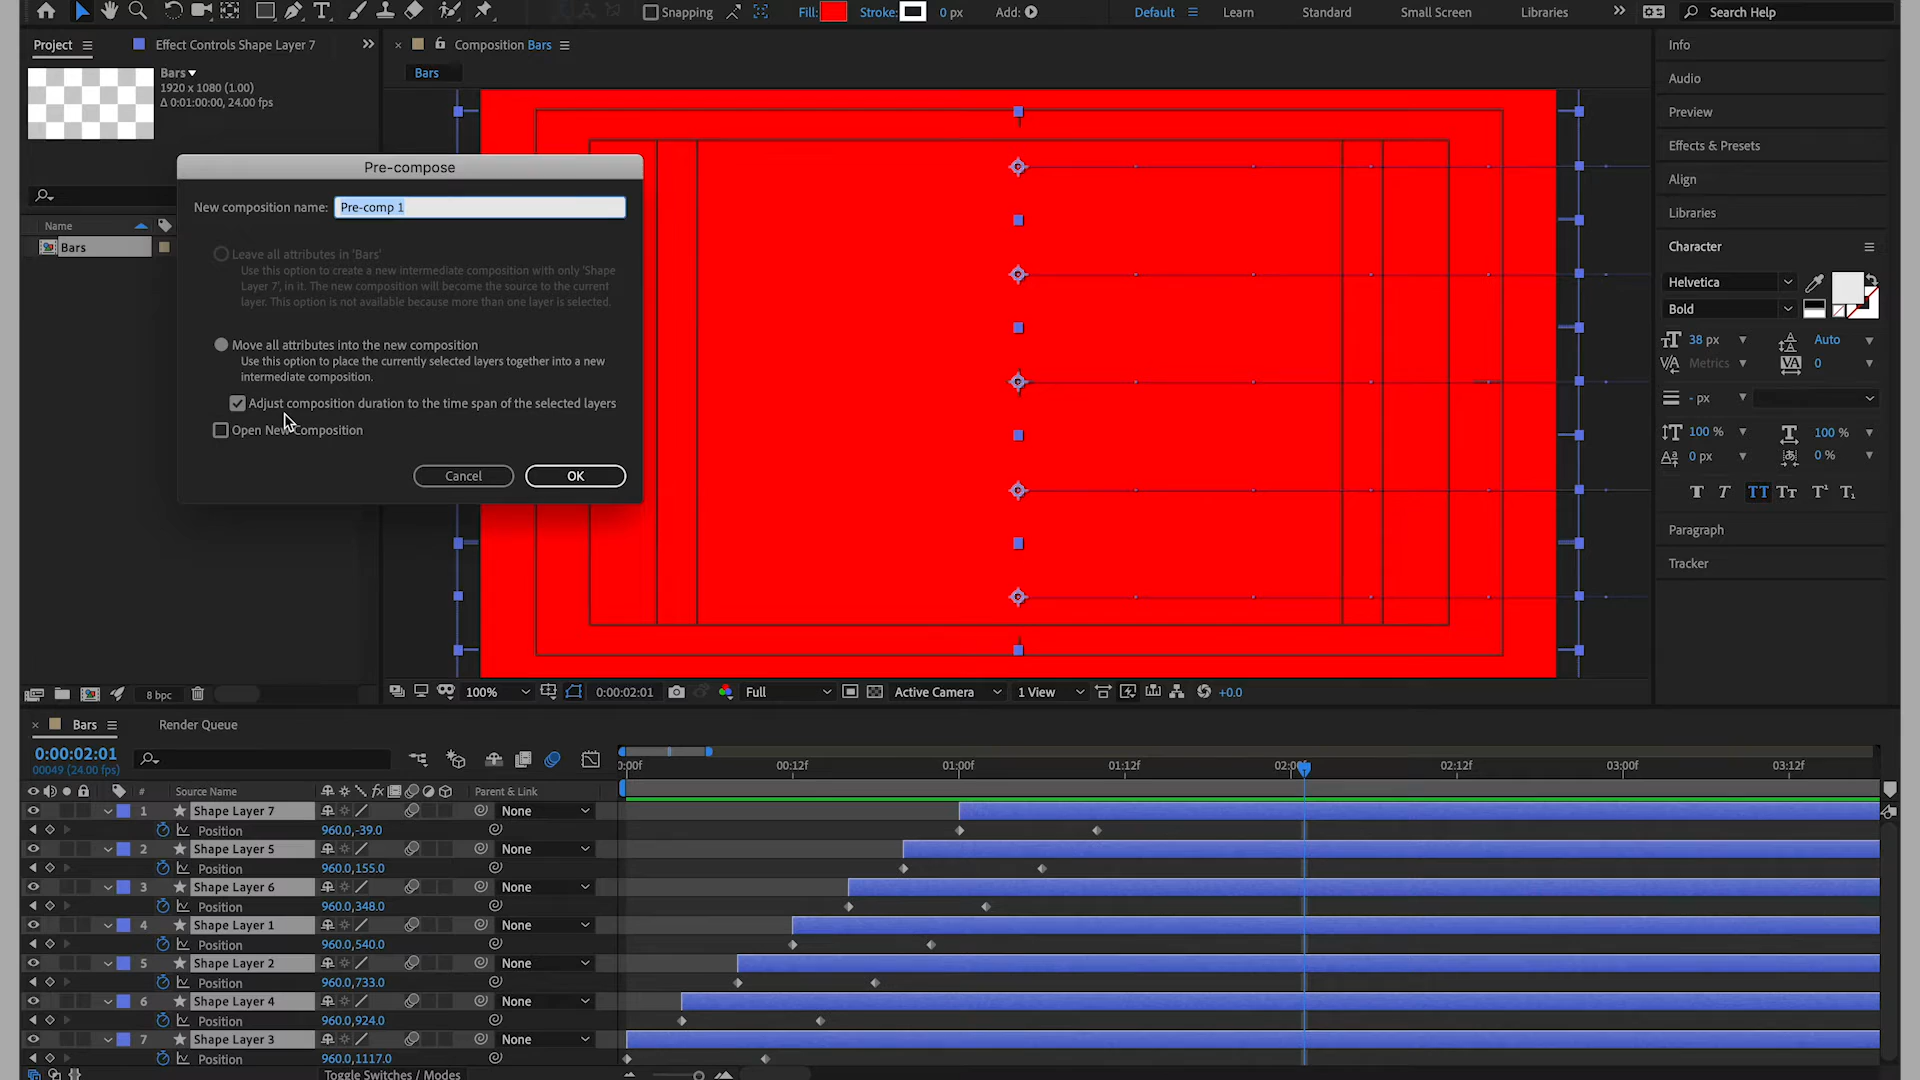 Snapping Fill: Stroke: 0 px Add: Default Learn Standard Small Screen Libraries Search Help
Project Effect Controls Shape Layer 7
Composition Bars
Bars
1920 x 1080 (1.00)
Δ 0:01:00:00, 24.00 fps
Bars
Name
Bars
Pre-compose
New composition name: Pre-comp 1
Leave all attributes in 'Bars'
Use this option to create a new intermediate composition with only 'Shape
Layer 7', in it. The new composition will become the source to the current
layer. This option is not available because more than one layer is selected.
Move all attributes into the new composition
Use this option to place the currently selected layers together into a new
intermediate composition.
Adjust composition duration to the time span of the selected layers
Open New Composition
Cancel OK
Info
Audio
Preview
Effects & Presets
Align
Libraries
Character
Helvetica
Bold
38 px Auto
Metrics 0
- px
100 % 100 %
0 px 0 %
T T TT Tт T¹ T₁
Paragraph
Tracker
8 bpc
100% 0:00:02:01 Full Active Camera 1 View +0.0
Bars Render Queue
0:00:02:01
00049 (24.00 fps)
:00f 00:12f 01:00f 01:12f 02:00f 02:12f 03:00f 03:12f
# Source Name Parent & Link
1 Shape Layer 7 None
Position 960.0,-39.0
2 Shape Layer 5 None
Position 960.0,155.0
3 Shape Layer 6 None
Position 960.0,348.0
4 Shape Layer 1 None
Position 960.0,540.0
5 Shape Layer 2 None
Position 960.0,733.0
6 Shape Layer 4 None
Position 960.0,924.0
7 Shape Layer 3 None
Position 960.0,1117.0
Toggle Switches / Modes